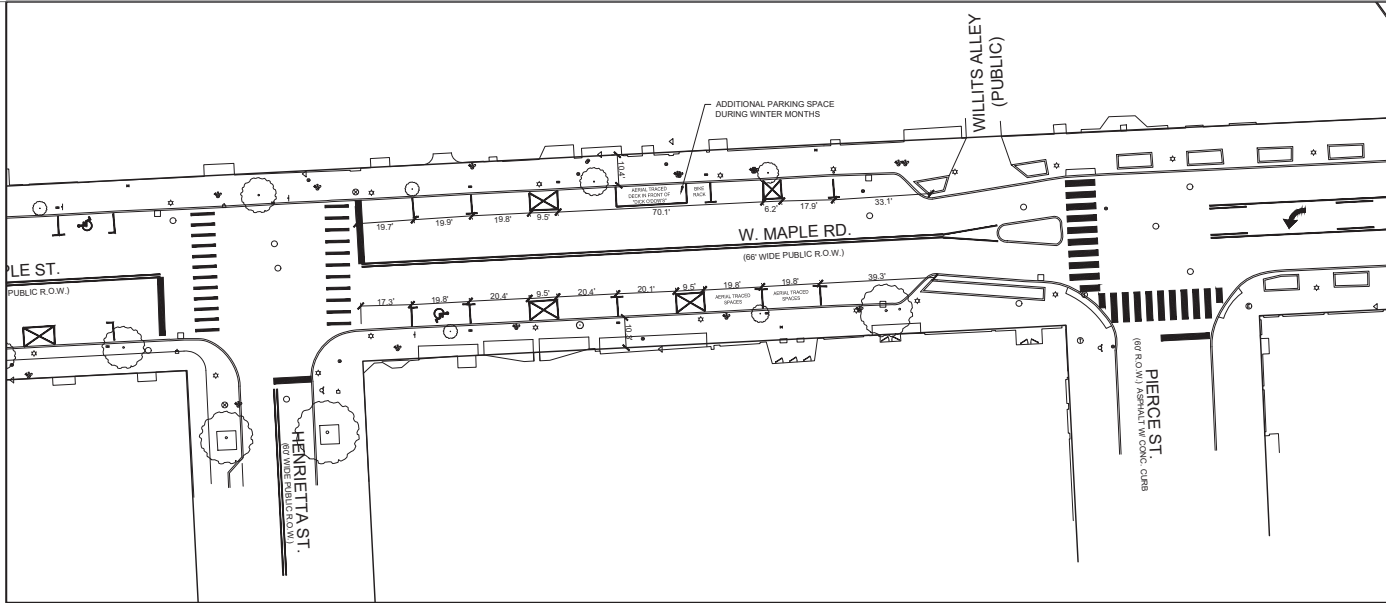 WILLITS ALLEY
(PUBLIC)
ADDITIONAL PARKING SPACE
DURING WINTER MONTHS
10.4'
AERIAL TRACED
DECK IN FRONT OF
"DICK O'DOWS"
BIKE
RACK
19.7'
19.9'
19.8'
9.5'
70.1'
6.2'
17.9'
33.1'
W. MAPLE RD.
(66' WIDE PUBLIC R.O.W.)
PLE ST.
PUBLIC R.O.W.)
17.3'
19.8'
20.4'
9.5'
20.4'
20.1'
9.5'
19.8'
19.8'
39.3'
AERIAL TRACED
SPACES
AERIAL TRACED
SPACES
HENRIETTA ST.
(60' WIDE PUBLIC R.O.W.)
PIERCE ST.
(60' R.O.W.) ASPHALT W/ CONC. CURB